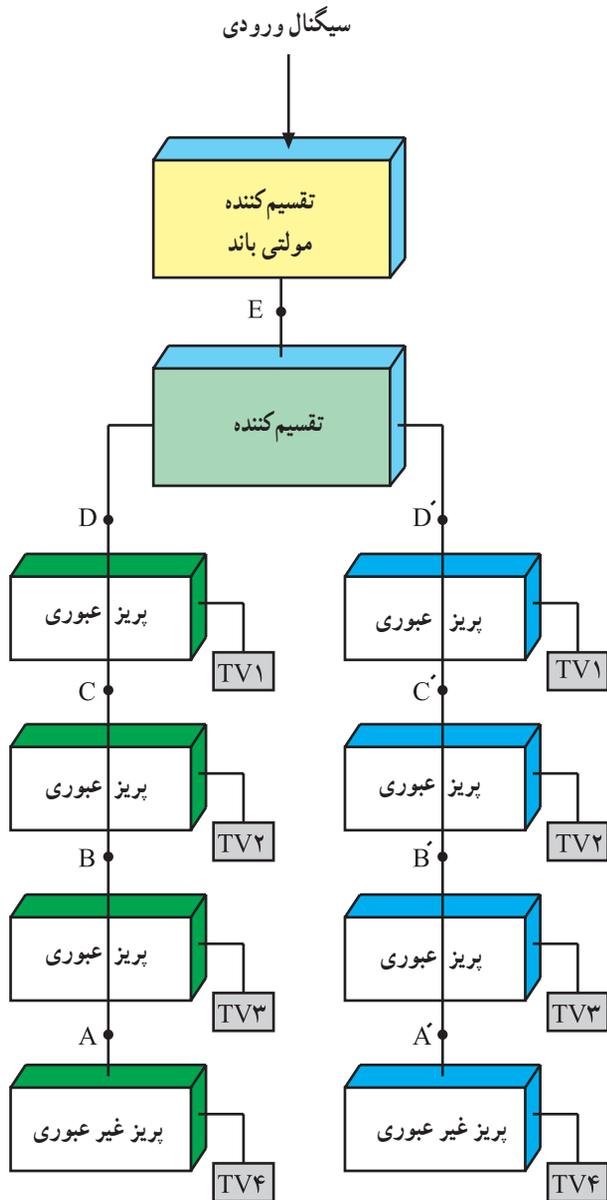 سیگنال ورودی
تقسیم‌کننده
مولتی باند
E
تقسیم‌کننده
D
D´
پریز عبوری
TV۱
پریز عبوری
TV۱
C
C´
پریز عبوری
TV۲
پریز عبوری
TV۲
B
B´
پریز عبوری
TV۳
پریز عبوری
TV۳
A
A´
پریز غیر عبوری
TV۴
پریز غیر عبوری
TV۴